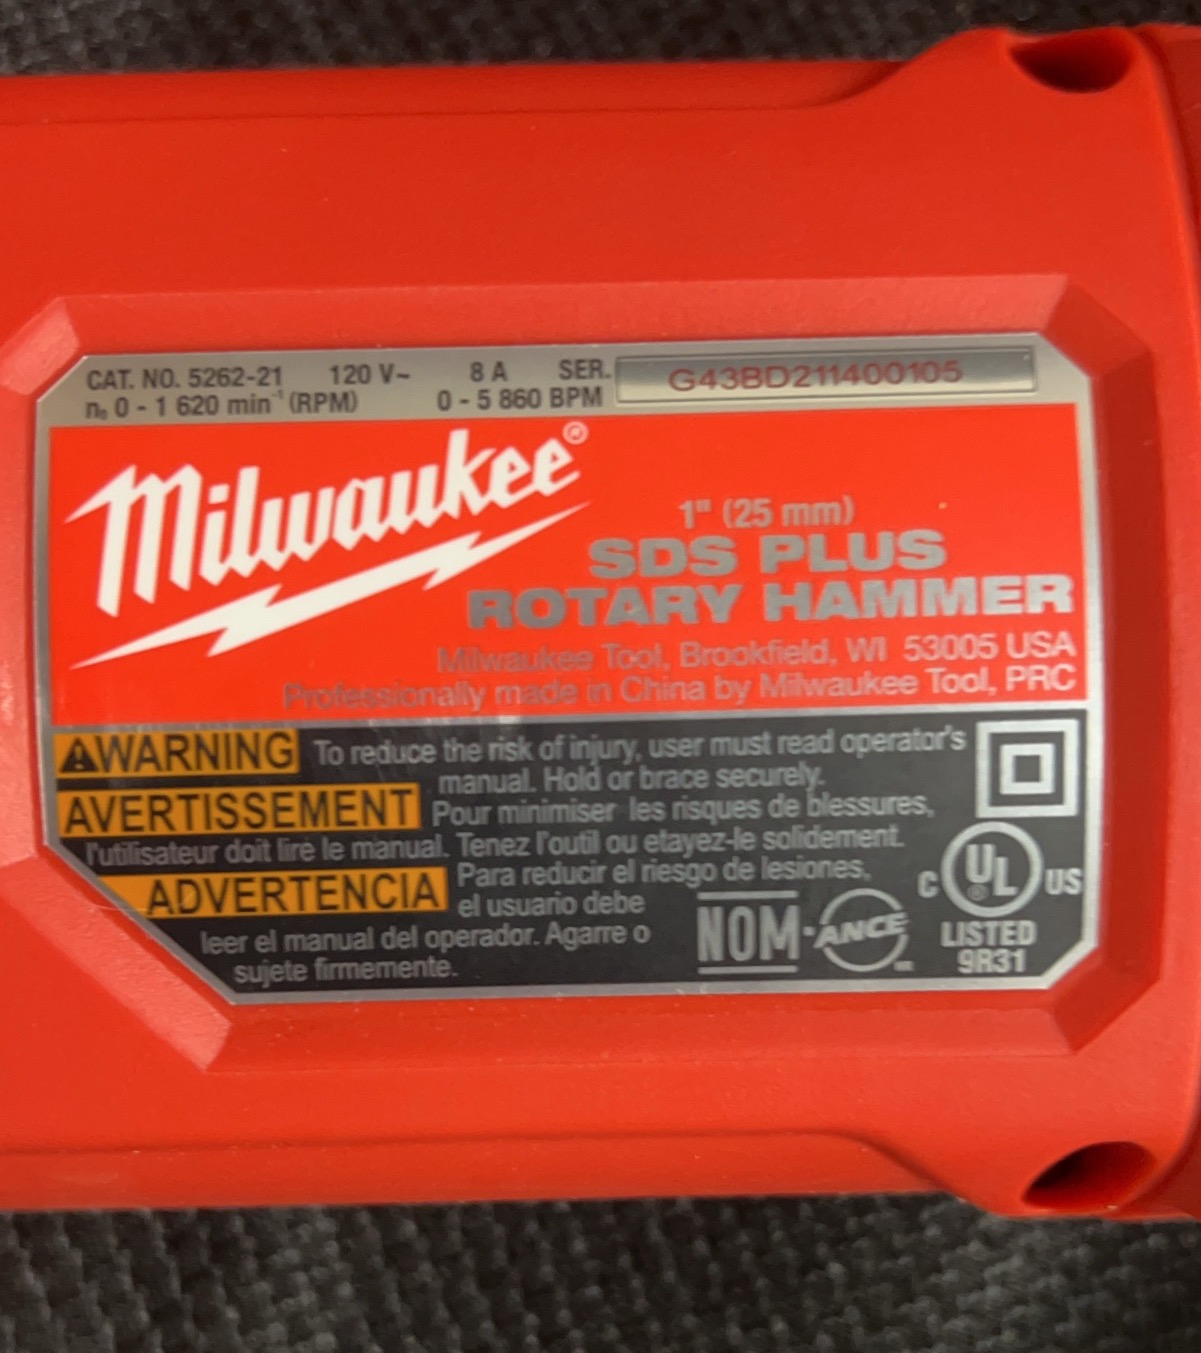 CAT. NO. 5262-21 120 V~ 8 A SER. G43BD211400105
n₀ 0 - 1 620 min⁻¹ (RPM) 0 - 5 860 BPM
Milwaukee®
1" (25 mm)
SDS PLUS
ROTARY HAMMER
Milwaukee Tool, Brookfield, WI 53005 USA
Professionally made in China by Milwaukee Tool, PRC
⚠WARNING To reduce the risk of injury, user must read operator's
manual. Hold or brace securely.
AVERTISSEMENT Pour minimiser les risques de blessures,
l'utilisateur doit lire le manual. Tenez l'outil ou etayez-le solidement.
ADVERTENCIA Para reducir el riesgo de lesiones,
el usuario debe
leer el manual del operador. Agarre o
sujete firmemente.
NOM-ANCE
C UL® US
LISTED
9R31